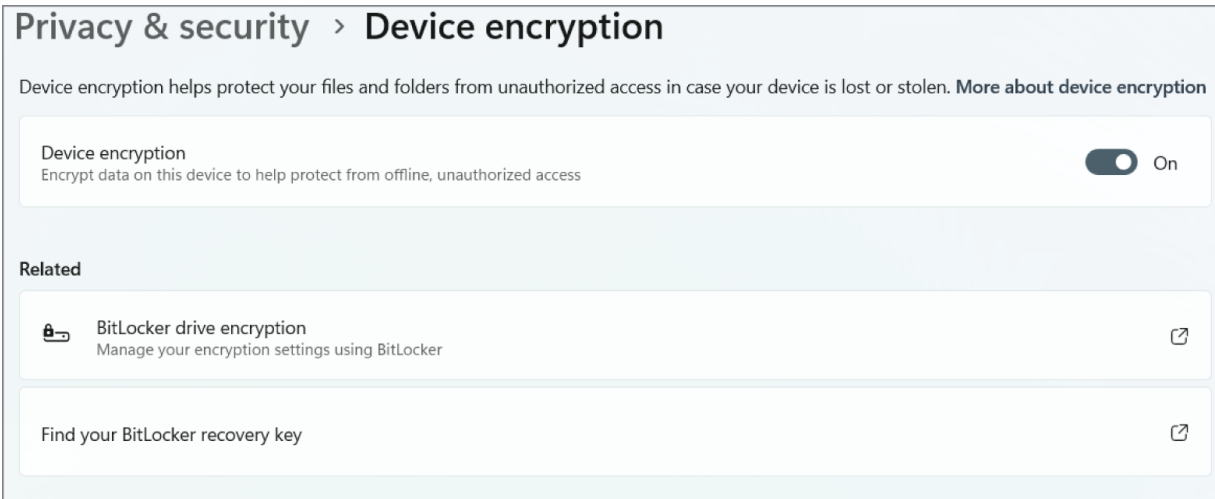 Privacy & security > Device encryption
Device encryption helps protect your files and folders from unauthorized access in case your device is lost or stolen. More about device encryption
Device encryption
Encrypt data on this device to help protect from offline, unauthorized access
On
Related
BitLocker drive encryption
Manage your encryption settings using BitLocker
Find your BitLocker recovery key